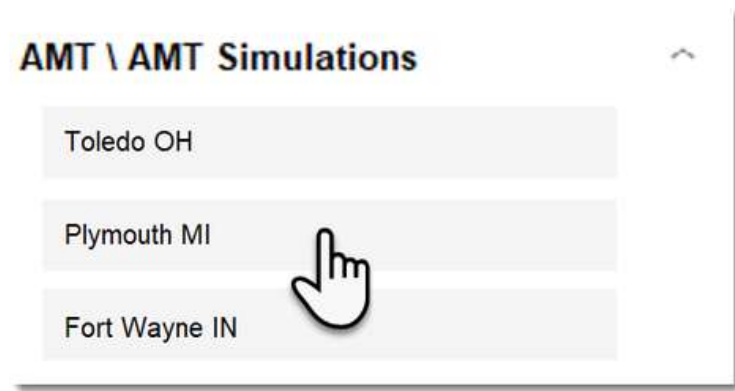 AMT \ AMT Simulations
Toledo OH
Plymouth MI
Fort Wayne IN